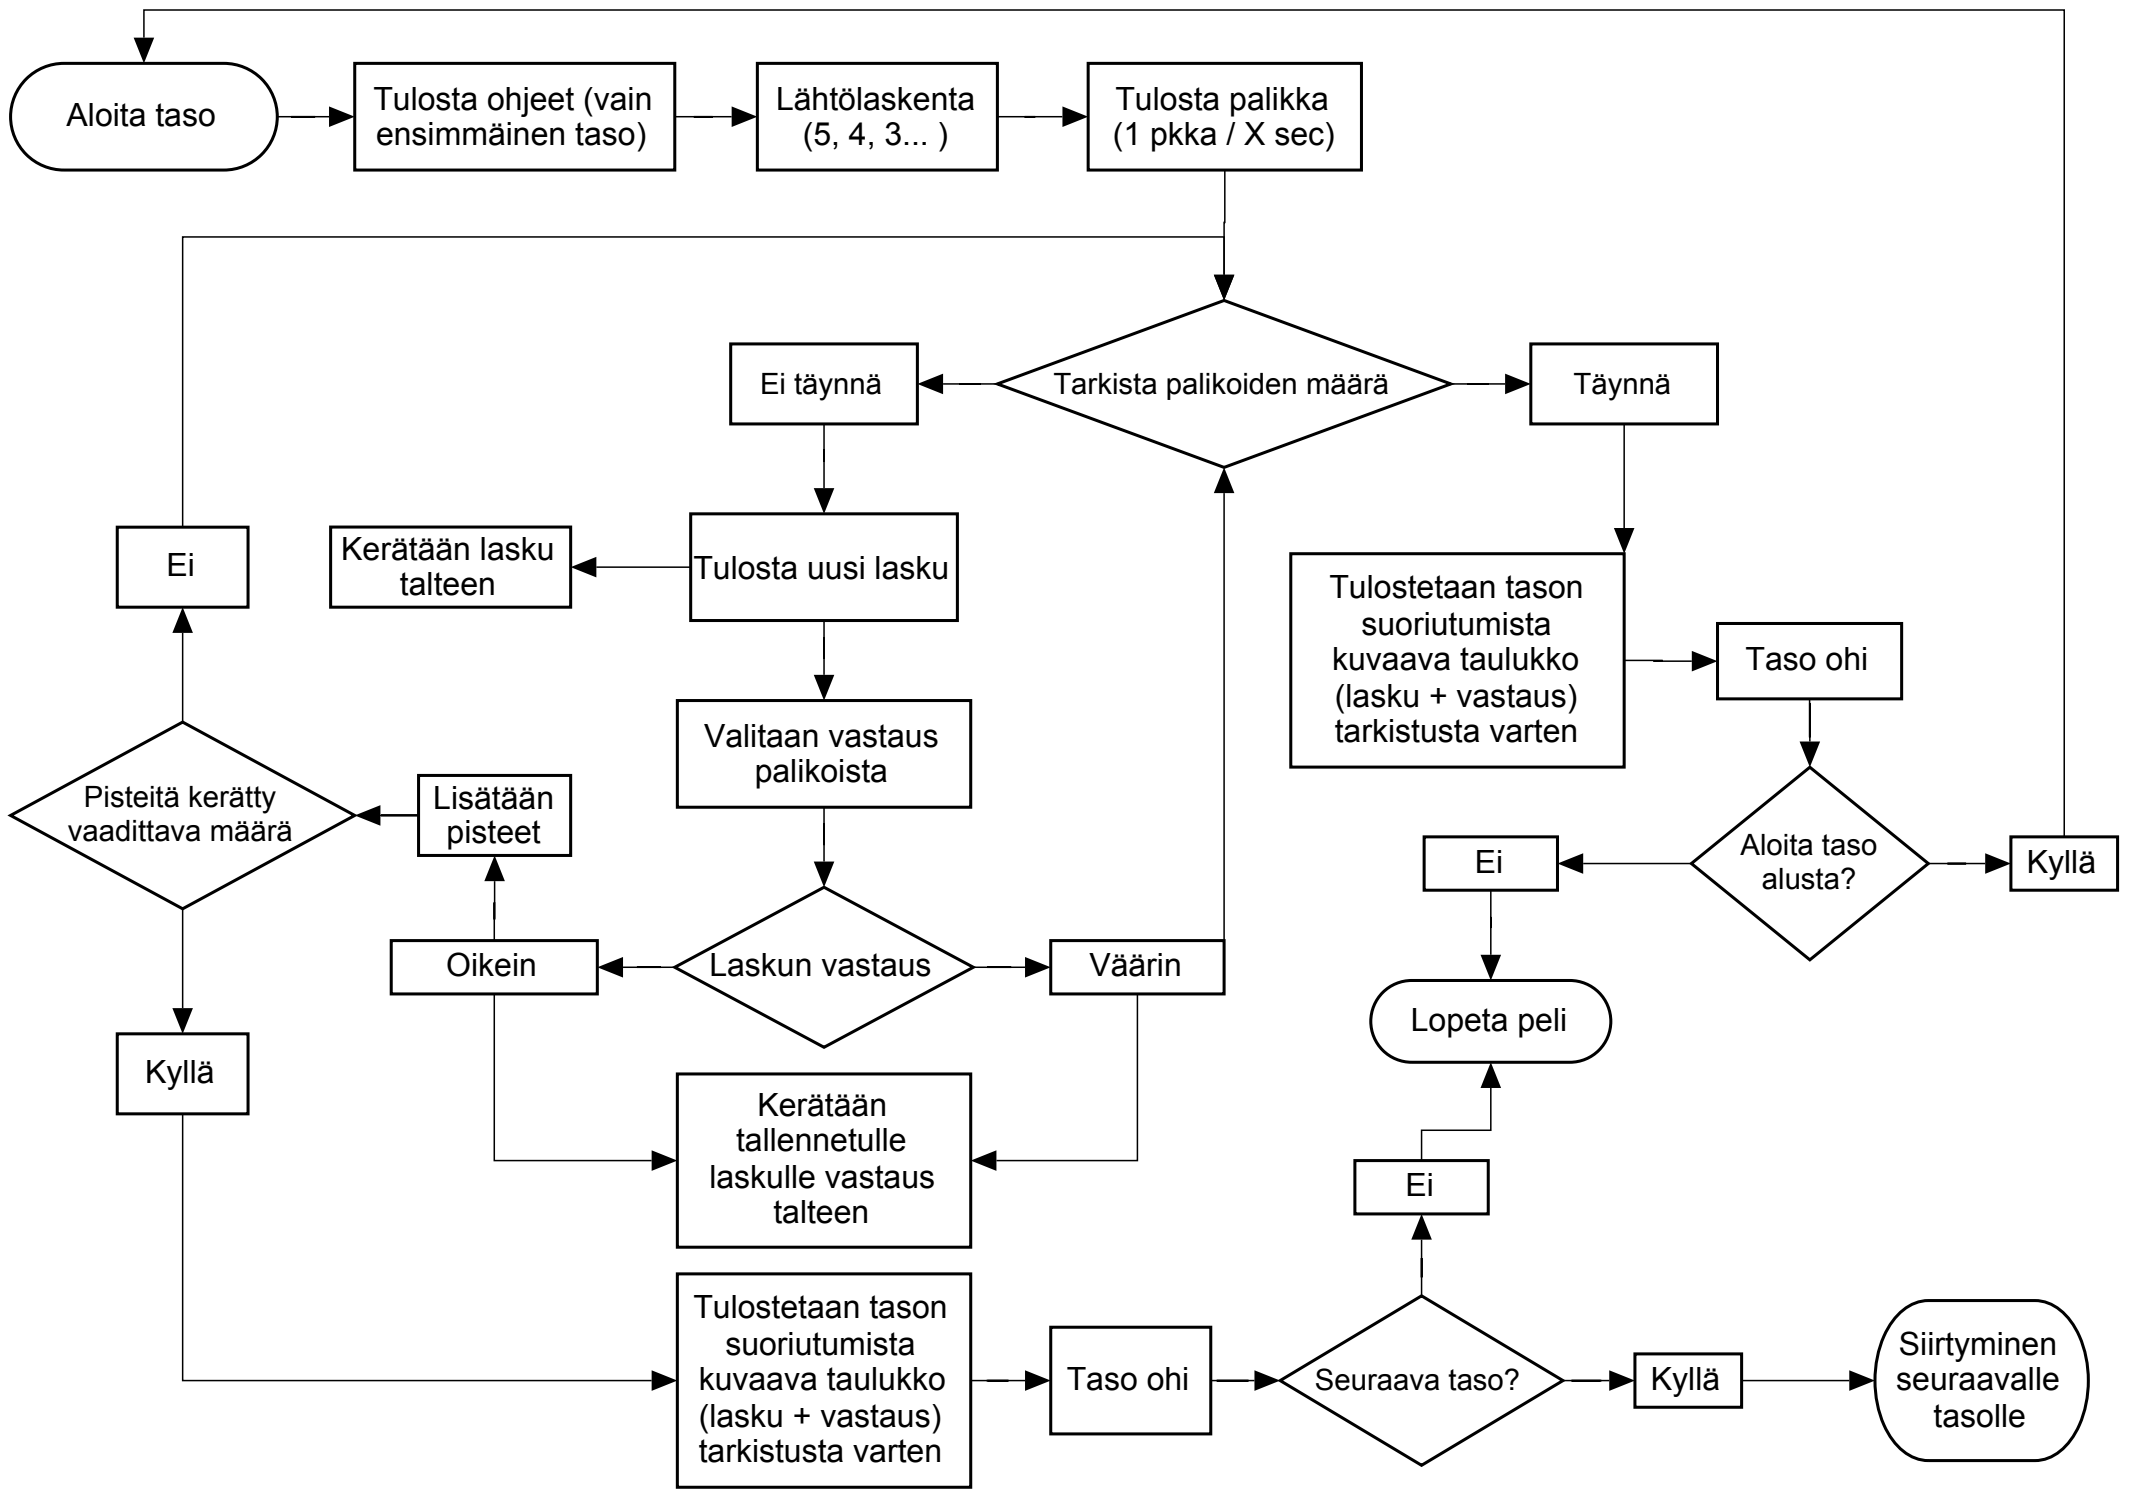 Aloita taso
Tulosta ohjeet (vain
ensimmäinen taso)
Lähtölaskenta
(5, 4, 3... )
Tulosta palikka
(1 pkka / X sec)
Ei täynnä
Tarkista palikoiden määrä
Täynnä
Ei
Kerätään lasku
talteen
Tulosta uusi lasku
Tulostetaan tason
suoriutumista
kuvaava taulukko
(lasku + vastaus)
tarkistusta varten
Taso ohi
Valitaan vastaus
palikoista
Pisteitä kerätty
vaadittava määrä
Lisätään
pisteet
Ei
Aloita taso
alusta?
Kyllä
Oikein
Laskun vastaus
Väärin
Lopeta peli
Kyllä
Kerätään
tallennetulle
laskulle vastaus
talteen
Ei
Tulostetaan tason
suoriutumista
kuvaava taulukko
(lasku + vastaus)
tarkistusta varten
Taso ohi
Seuraava taso?
Kyllä
Siirtyminen
seuraavalle
tasolle